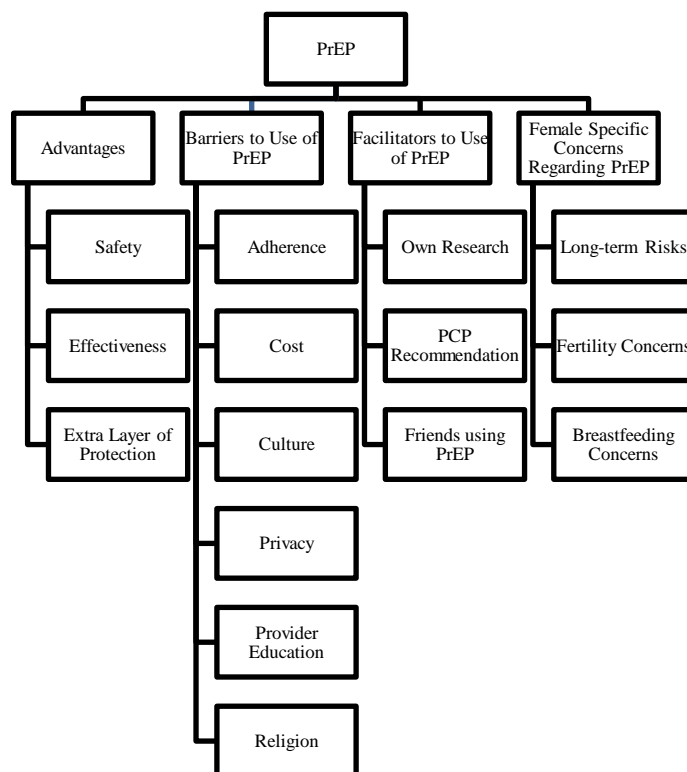 PrEP
Advantages
Safety
Effectiveness
Extra Layer of
Protection
Barriers to Use of
PrEP
Adherence
Cost
Culture
Privacy
Provider
Education
Religion
Facilitators to Use
of PrEP
Own Research
PCP
Recommendation
Friends using
PrEP
Female Specific
Concerns
Regarding PrEP
Long-term Risks
Fertility Concerns
Breastfeeding
Concerns